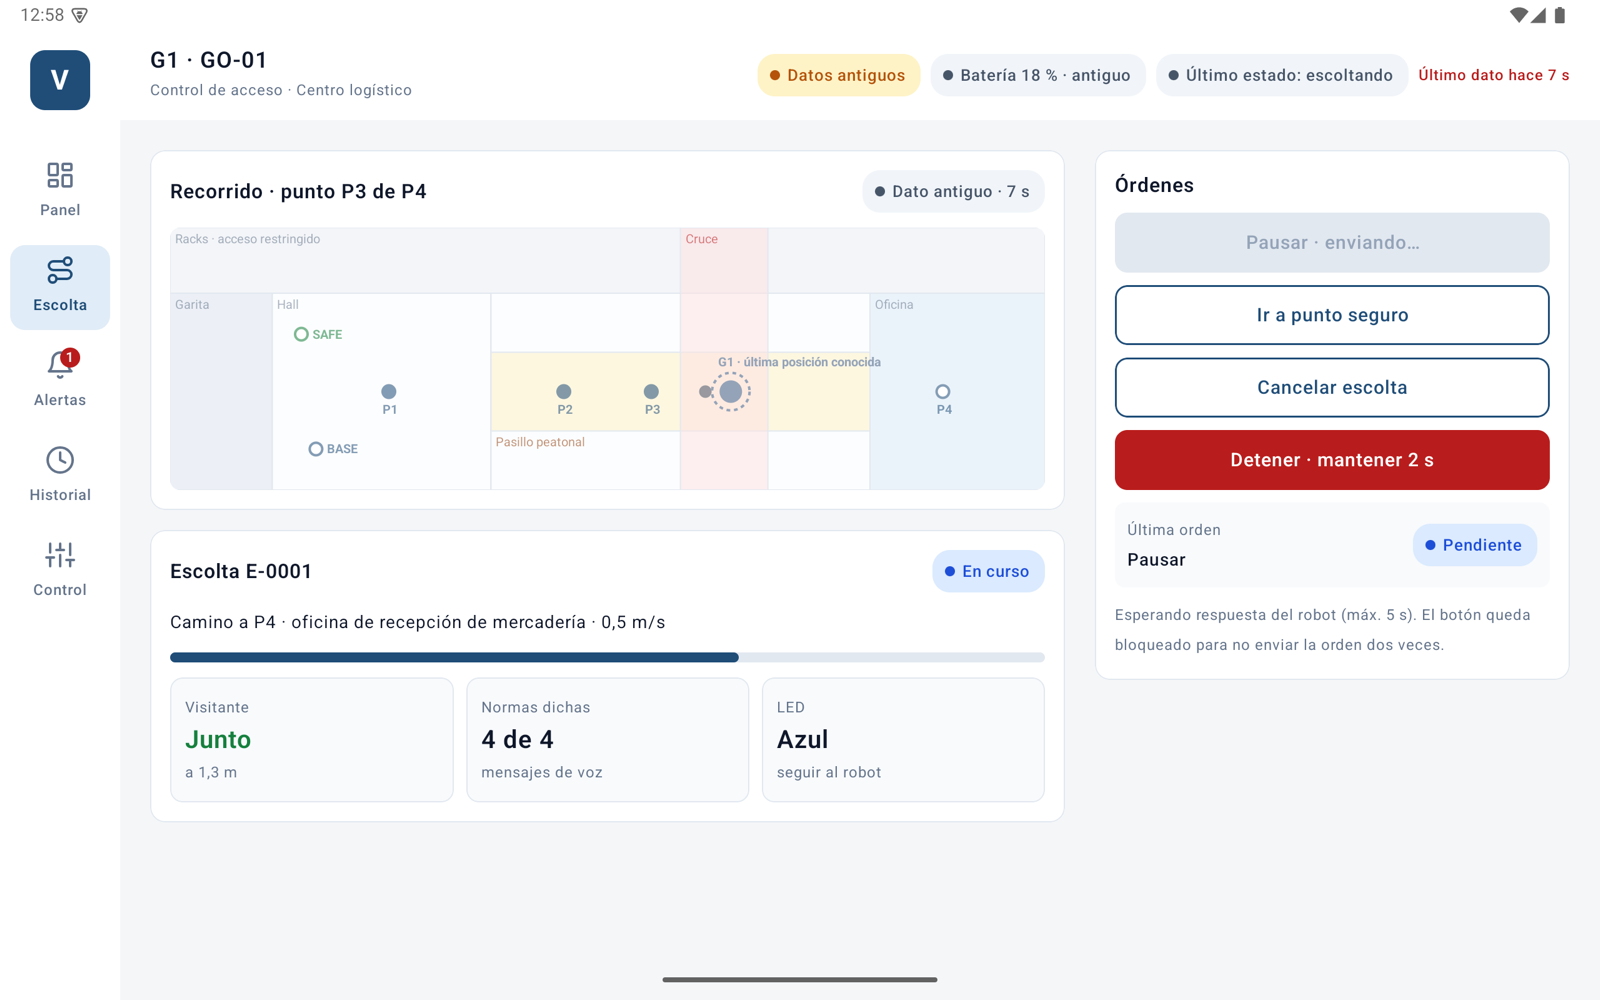 12:58
V
G1 · GO-01
Control de acceso · Centro logístico
Datos antiguos
Batería 18 % · antiguo
Último estado: escoltando
Último dato hace 7 s
Panel
Escolta
1
Alertas
Historial
Control
Recorrido · punto P3 de P4
Dato antiguo · 7 s
Racks · acceso restringido
Cruce
Garita
Hall
Oficina
SAFE
G1 · última posición conocida
P1
P2
P3
P4
Pasillo peatonal
BASE
Escolta E-0001
En curso
Camino a P4 · oficina de recepción de mercadería · 0,5 m/s
Visitante
Junto
a 1,3 m
Normas dichas
4 de 4
mensajes de voz
LED
Azul
seguir al robot
Órdenes
Pausar · enviando…
Ir a punto seguro
Cancelar escolta
Detener · mantener 2 s
Última orden
Pausar
Pendiente
Esperando respuesta del robot (máx. 5 s). El botón queda
bloqueado para no enviar la orden dos veces.